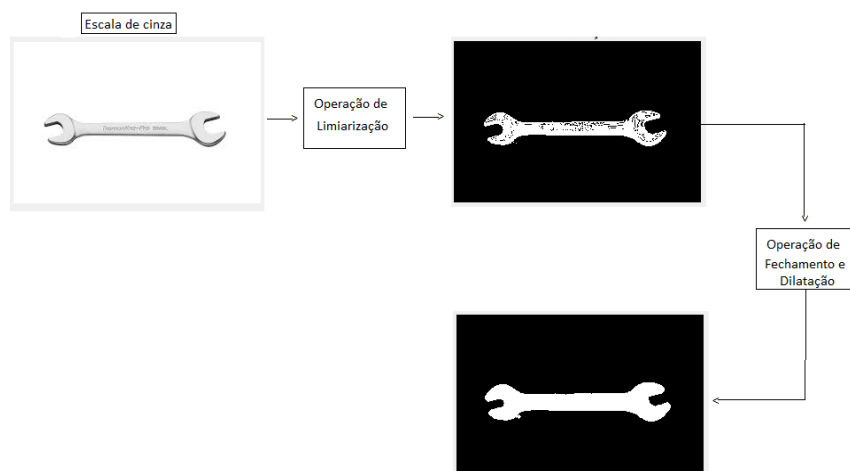 Escala de cinza
Operação de
Limiarização
Operação de
Fechamento e
Dilatação